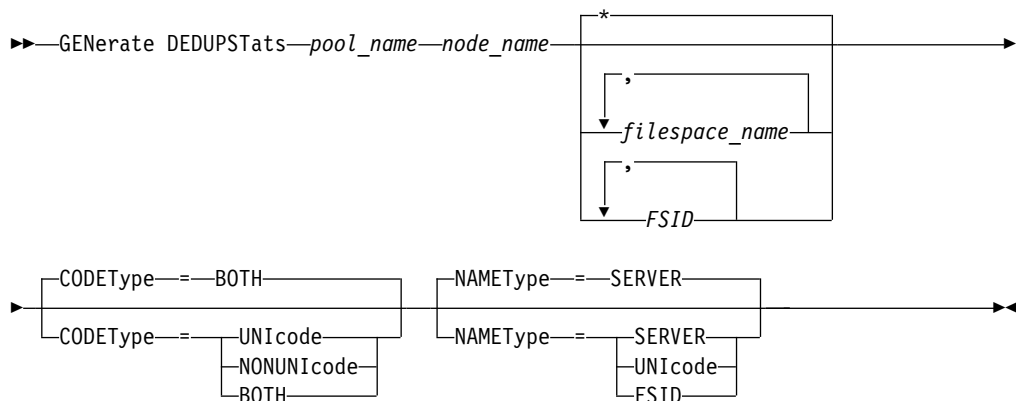 *
GENerate DEDUPSTats pool_name node_name
,
filespace_name
,
FSID
CODEType = BOTH NAMEType = SERVER
CODEType = UNIcode NAMEType = SERVER
NONUNIcode UNIcode
BOTH FSID